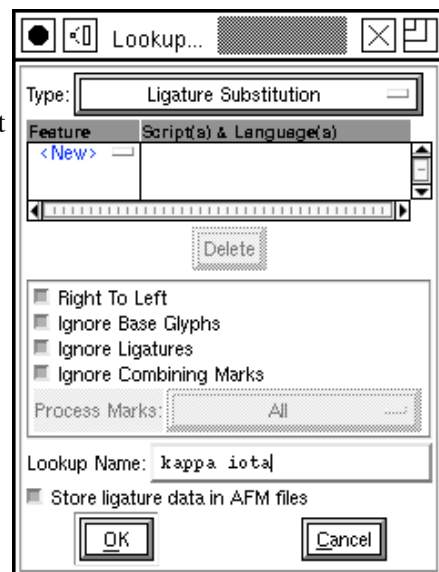 Lookup...
Type: Ligature Substitution
t
Feature Script(s) & Language(s)
<New>
Delete
Right To Left
Ignore Base Glyphs
Ignore Ligatures
Ignore Combining Marks
Process Marks: All
Lookup Name: kappa iota
Store ligature data in AFM files
OK Cancel